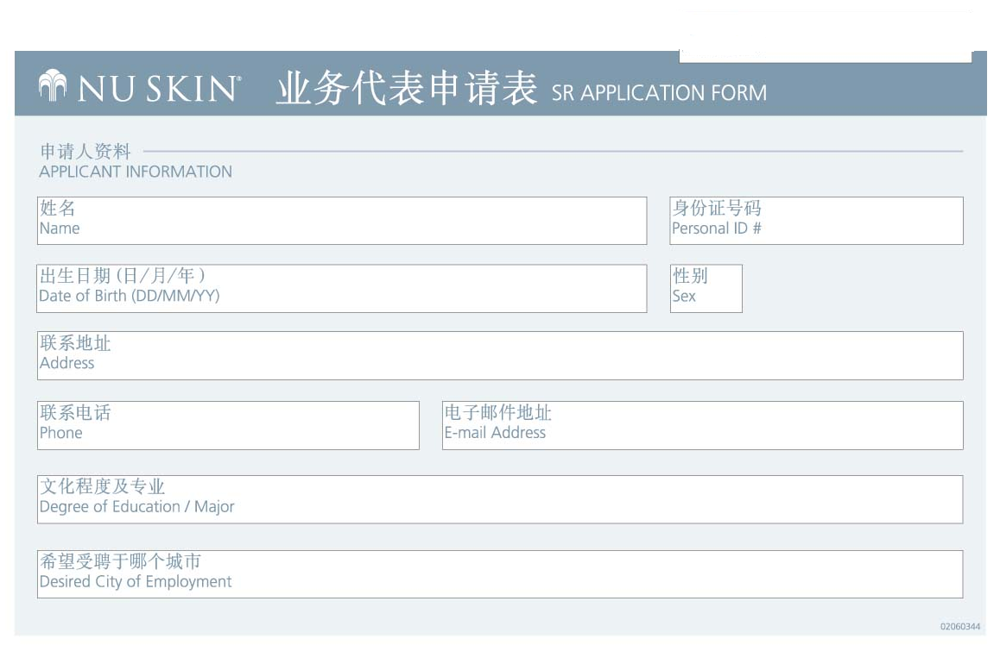 NU SKIN® 业务代表申请表 SR APPLICATION FORM
申请人资料
APPLICANT INFORMATION
姓名
Name
身份证号码
Personal ID #
出生日期(日/月/年)
Date of Birth (DD/MM/YY)
性别
Sex
联系地址
Address
联系电话
Phone
电子邮件地址
E-mail Address
文化程度及专业
Degree of Education / Major
希望受聘于哪个城市
Desired City of Employment
02060344